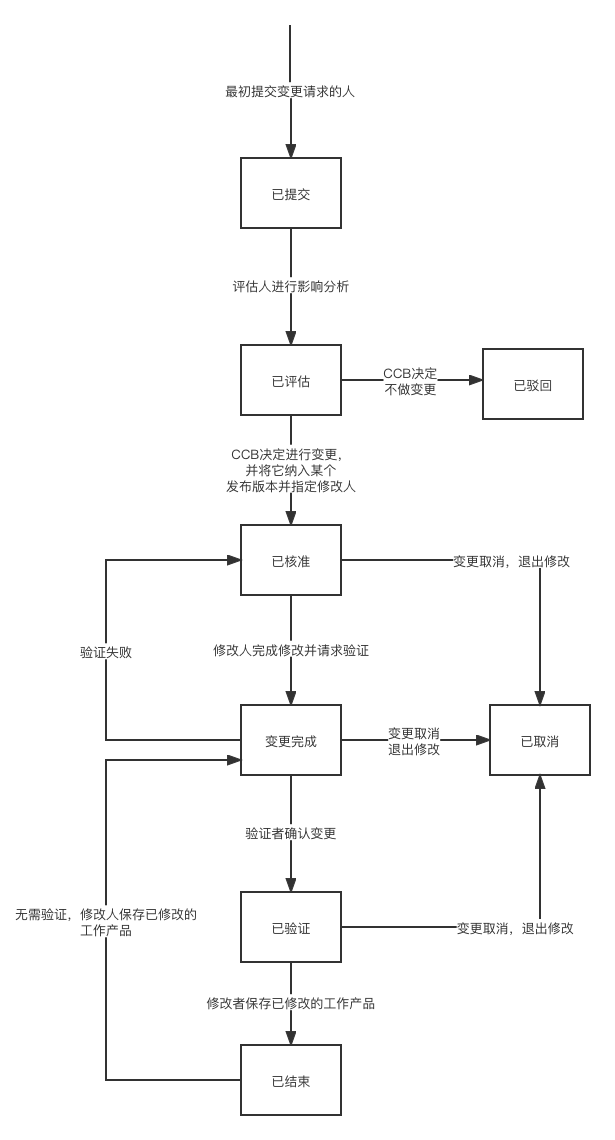 最初提交变更请求的人
已提交
评估人进行影响分析
已评估
CCB决定
不做变更
已驳回
CCB决定进行变更，
并将它纳入某个
发布版本并指定修改人
已核准
变更取消，退出修改
验证失败
修改人完成修改并请求验证
变更完成
变更取消
退出修改
已取消
验证者确认变更
无需验证，修改人保存已修改的
工作产品
已验证
变更取消，退出修改
修改者保存已修改的工作产品
已结束